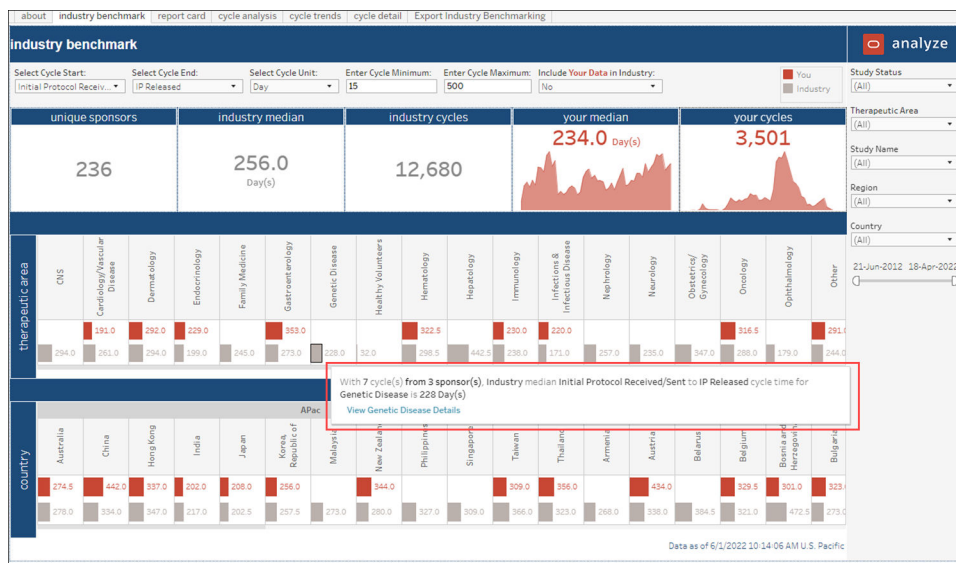 about industry benchmark report card cycle analysis cycle trends cycle detail Export Industry Benchmarking
industry benchmark
analyze
Select Cycle Start: Select Cycle End: Select Cycle Unit: Enter Cycle Minimum: Enter Cycle Maximum: Include Your Data in Industry:
Initial Protocol Receiv... IP Released Day 15 500 No
You
Industry
Study Status
(All)
Therapeutic Area
(All)
Study Name
(All)
Region
(All)
Country
(All)
21-Jun-2012 18-Apr-2022
unique sponsors industry median industry cycles your median your cycles
236 256.0 Day(s) 12,680 234.0 Day(s) 3,501
therapeutic area
CNS
Cardiology/Vascular Disease
Dermatology
Endocrinology
Family Medicine
Gastroenterology
Genetic Disease
Healthy Volunteers
Hematology
Hepatology
Immunology
Infections & Infectious Disease
Nephrology
Neurology
Obstetric/ Gynecology
Oncology
Ophthalmology
Other
191.0 292.0 229.0 353.0 322.5 230.0 220.0 316.5 291.0
294.0 261.0 294.0 199.0 245.0 273.0 228.0 32.0 298.5 442.5 238.0 171.0 257.0 235.0 347.0 288.0 179.0 244.0
With 7 cycle(s) from 3 sponsor(s), Industry median Initial Protocol Received/Sent to IP Released cycle time for
Genetic Disease is 228 Day(s)
View Genetic Disease Details
APac
country
Australia
China
Hong Kong
India
Japan
Korea, Republic of
Malaysia
New Zealand
Philippines
Singapore
Taiwan
Thailand
Armenia
Austria
Belarus
Belgium
Bosnia and Herzegovin
Bulgaria
274.5 442.0 337.0 202.0 208.0 256.0 344.0 309.0 356.0 434.0 329.5 301.0 323.
278.0 334.0 347.0 217.0 202.5 257.5 273.0 280.0 327.0 309.0 366.0 323.0 268.0 338.0 384.5 321.0 472.5 273.0
Data as of 6/1/2022 10:14:06 AM U.S. Pacific